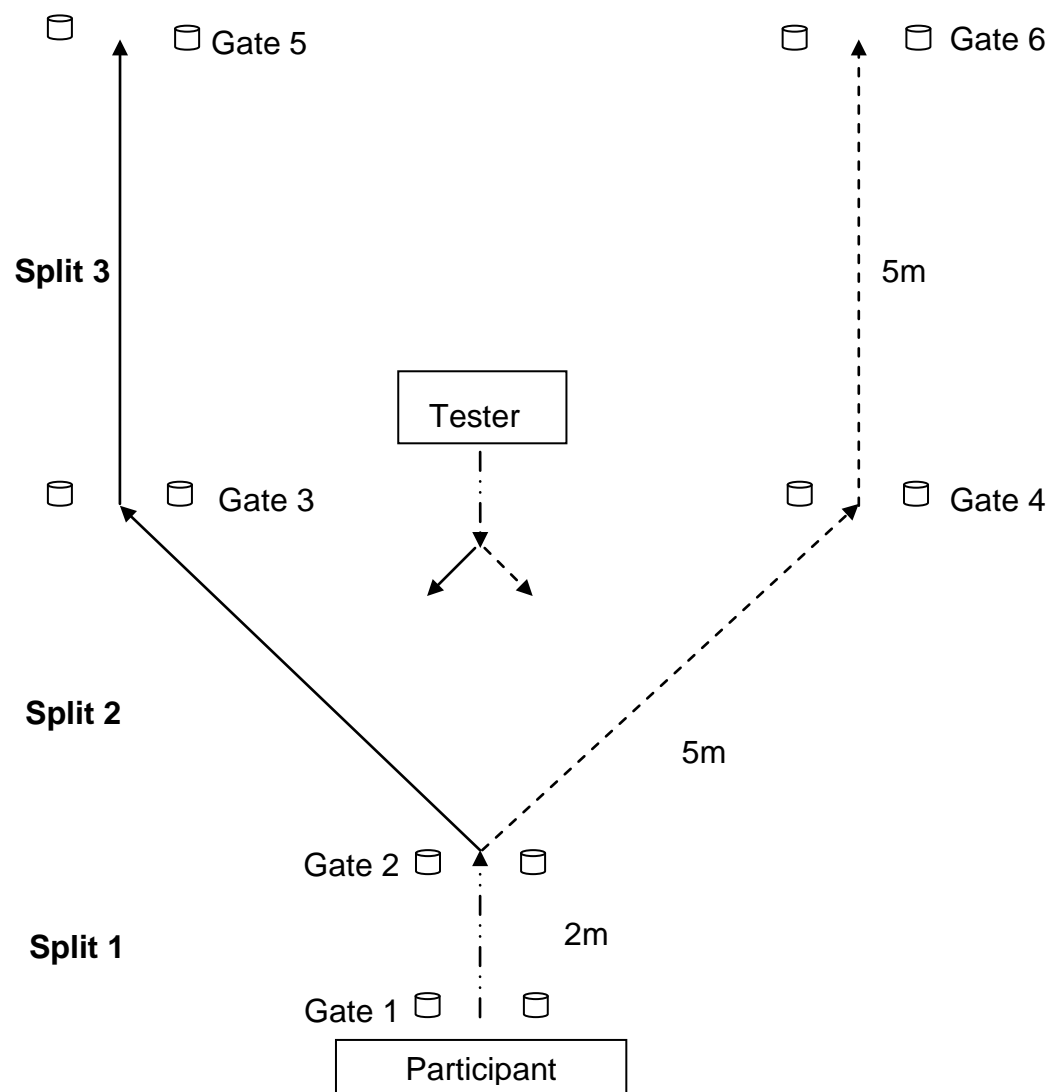 Gate 5
Gate 6
Split 3
5m
Tester
Gate 3
Gate 4
Split 2
5m
Gate 2
2m
Split 1
Gate 1
Participant